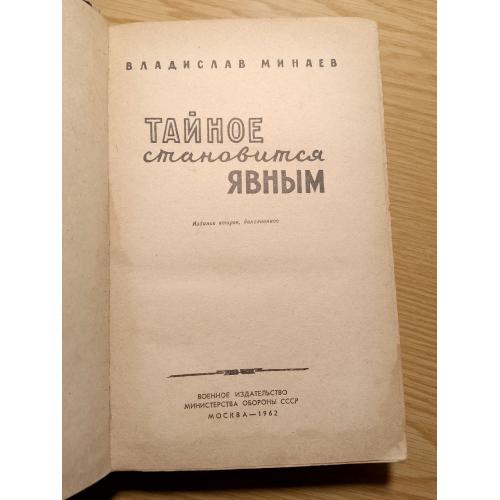 ВЛАДИСЛАВ МИНАЕВ
ТАЙНОЕ
становится
ЯВНЫМ
Издание второе, дополненное
ВОЕННОЕ ИЗДАТЕЛЬСТВО
МИНИСТЕРСТВА ОБОРОНЫ СССР
МОСКВА—1962